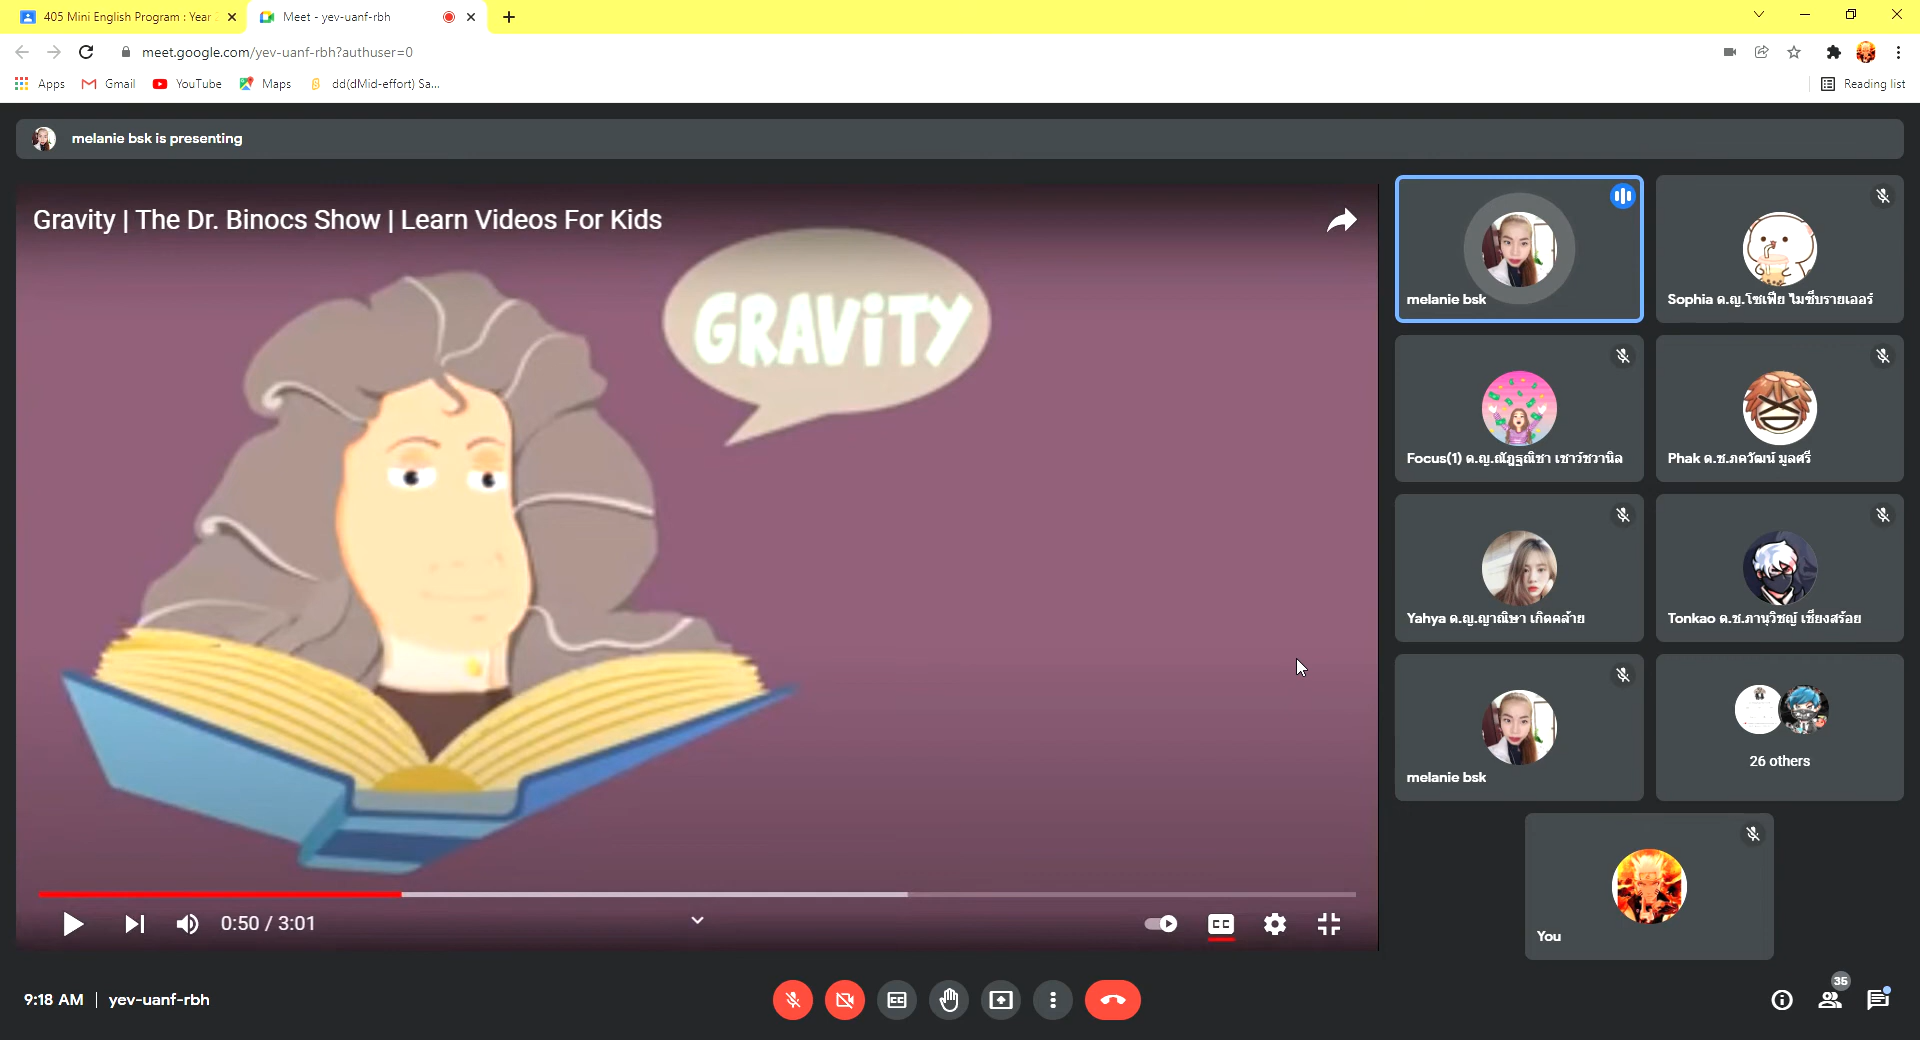 405 Mini English Program : Year
Meet - yev-uanf-rbh
meet.google.com/yev-uanf-rbh?authuser=0
Apps
Gmail
YouTube
Maps
dd(dMid-effort) Sa...
Reading list
melanie bsk is presenting
Gravity | The Dr. Binocs Show | Learn Videos For Kids
GRAViTY
0:50 / 3:01
CC
melanie bsk
Sophia ด.ญ.โซเฟีย ไมซึ่บรายเออร์
Focus(1) ด.ญ.ณัฏฐณิชา เชาว์ชวานิล
Phak ด.ช.ภควัฒน์ มูลศรี
Yahya ด.ญ.ญาณิษา เกิดคล้าย
Tonkao ด.ช.ภานุวิชญ์ เชียงสร้อย
melanie bsk
26 others
You
9:18 AM | yev-uanf-rbh
35